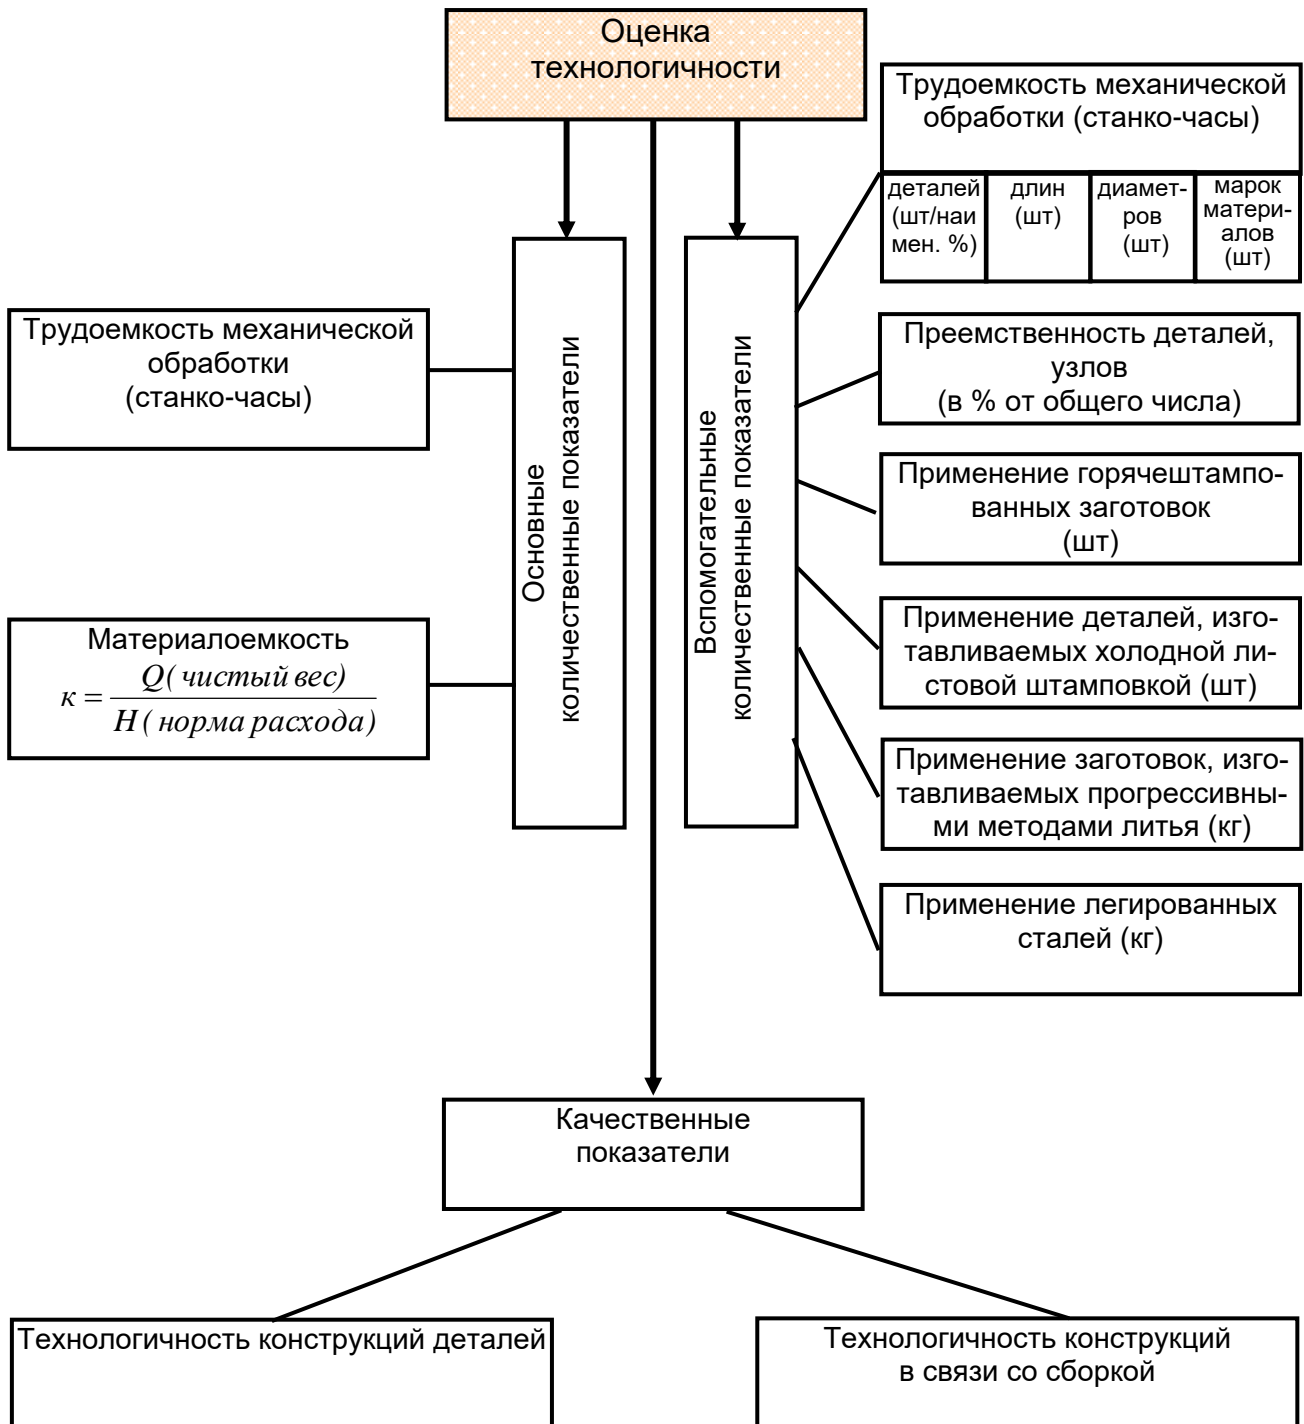 Оценка
технологичности
Трудоемкость механической
обработки (станко-часы)
деталей
(шт/наи
мен. %)
длин
(шт)
диамет-
ров
(шт)
марок
матери-
алов
(шт)
Трудоемкость механической
обработки
(станко-часы)
Материалоемкость
к = Q( чистый вес) / Н ( норма расхода)
Основные
количественные показатели
Вспомогательные
количественные показатели
Преемственность деталей,
узлов
(в % от общего числа)
Применение горячештампо-
ванных заготовок
(шт)
Применение деталей, изго-
тавливаемых холодной ли-
стовой штамповкой (шт)
Применение заготовок, изго-
тавливаемых прогрессивны-
ми методами литья (кг)
Применение легированных
сталей (кг)
Качественные
показатели
Технологичность конструкций деталей
Технологичность конструкций
в связи со сборкой